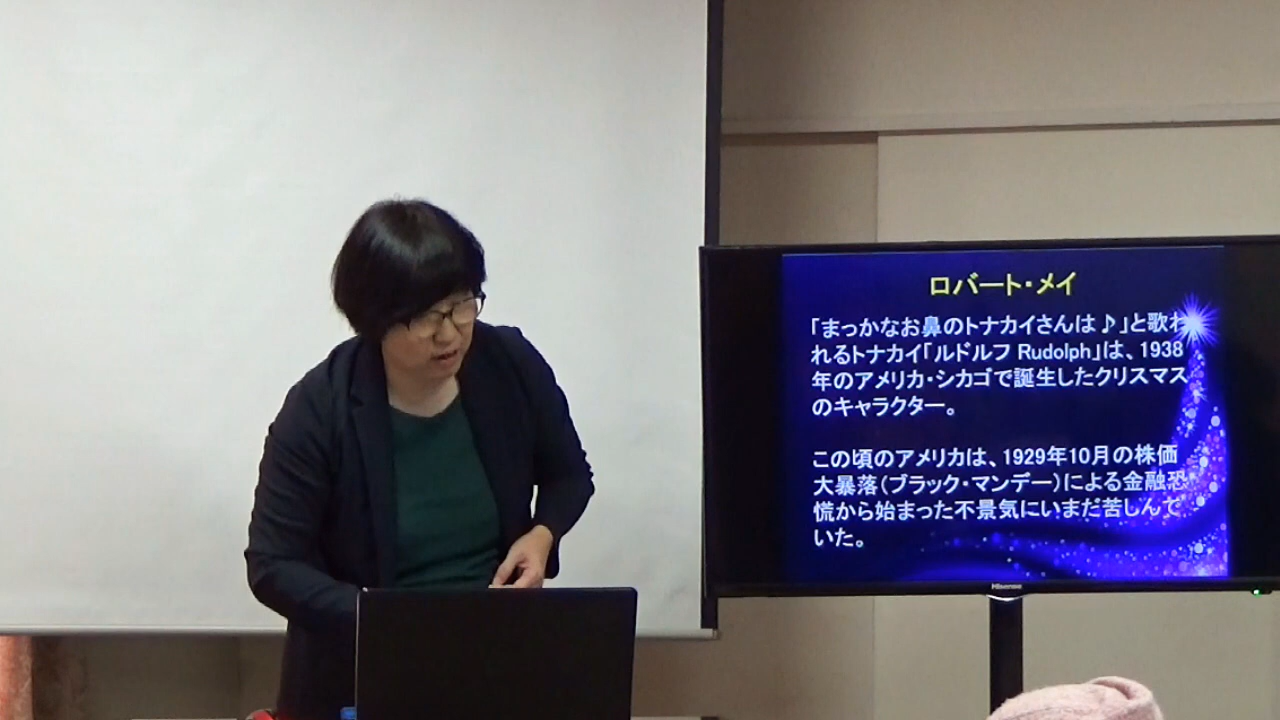 ロバート・メイ
「まっかなお鼻のトナカイさんは♪」と歌わ
れるトナカイ「ルドルフ Rudolph」は、1938
年のアメリカ・シカゴで誕生したクリスマス
のキャラクター。
この頃のアメリカは、1929年10月の株価
大暴落(ブラック・マンデー)による金融恐
慌から始まった不景気にいまだ苦しんで
いた。
Hisense